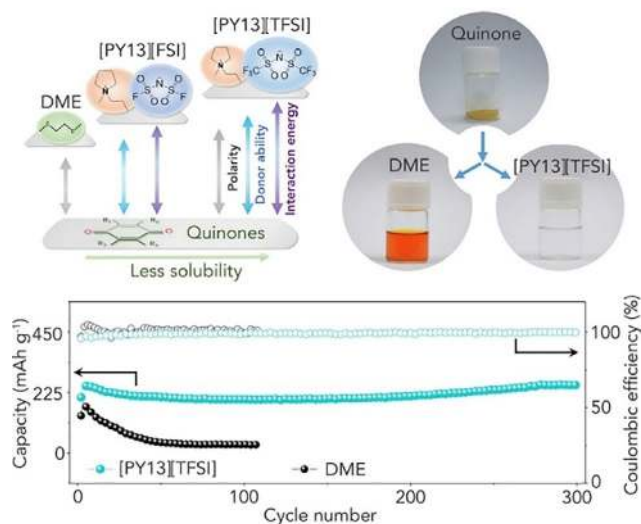 [PY13][FSI]
[PY13][TFSI]
DME
Polarity
Donor ability
Interaction energy
Quinones
Less solubility
Quinone
DME
[PY13][TFSI]
Capacity (mAh g⁻¹)
450
225
0
Coulombic efficiency (%)
100
50
0
[PY13][TFSI]
DME
0
100
200
300
Cycle number